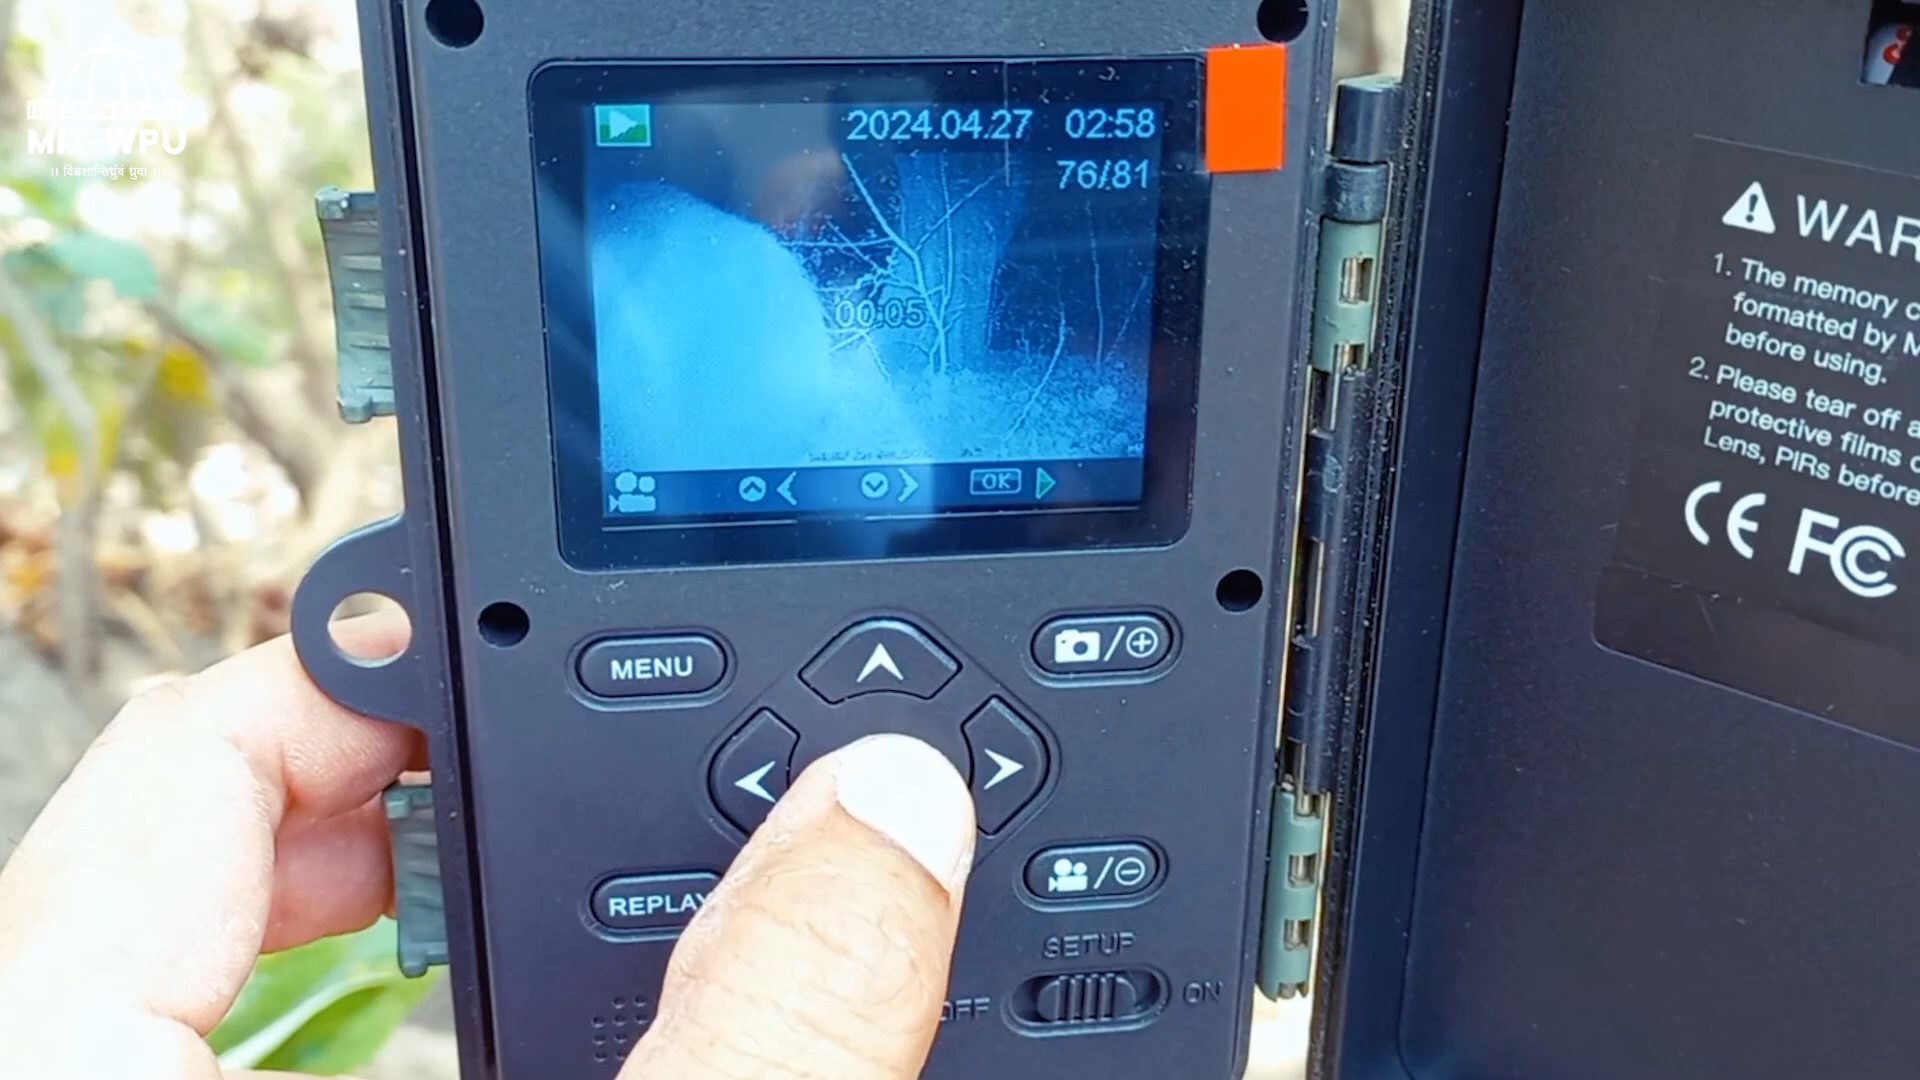 MIT-WPU
।। विश्वशान्तिर्ध्रुवं ध्रुवा ।।
2024.04.27 02:58
76/81
00:05
OK
MENU
REPLAY
SETUP
OFF
ON
WAR
1. The memory c
formatted by M
before using.
2. Please tear off a
protective films o
Lens, PIRs before
CE FC